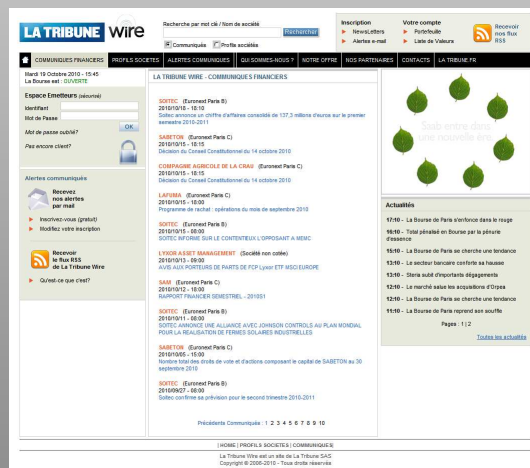 LA TRIBUNE wire
Recherche par mot clé / Nom de société
Rechercher
Communiqués Profils sociétés
Inscription
NewsLetters
Alertes e-mail
Votre compte
Portefeuille
Liste de Valeurs
Recevoir
nos flux
RSS
COMMUNIQUÉS FINANCIERS PROFILS SOCIETES ALERTES COMMUNIQUES QUI SOMMES-NOUS ? NOTRE OFFRE NOS PARTENAIRES CONTACTS LA TRIBUNE.FR
Mardi 19 Octobre 2010 - 15:45
La Bourse est : OUVERTE
Espace Emetteurs (sécurisé)
Identifiant
Mot de Passe
OK
Mot de passe oublié?
Pas encore client?
Alertes communiqués
Recevez
nos alertes
par mail
Inscrivez-vous (gratuit)
Modifiez votre inscription
Recevoir
le flux RSS
de La Tribune Wire
Qu'est-ce que c'est?
LA TRIBUNE WIRE - COMMUNIQUES FINANCIERS
SOITEC (Euronext Paris B)
2010/10/18 - 18:10
Soitec annonce un chiffre d'affaires consolidé de 137,3 millions d'euros sur le premier
semestre 2010-2011
SABETON (Euronext Paris C)
2010/10/15 - 18:15
Décision du Conseil Constitutionnel du 14 octobre 2010
COMPAGNIE AGRICOLE DE LA CRAU (Euronext Paris C)
2010/10/15 - 18:15
Décision du Conseil Constitutionnel du 14 octobre 2010
LAFUMA (Euronext Paris C)
2010/10/15 - 18:00
Programme de rachat : opérations du mois de septembre 2010
SOITEC (Euronext Paris B)
2010/10/15 - 08:00
SOITEC INFORME SUR LE CONTENTIEUX L'OPPOSANT A MEMC
LYXOR ASSET MANAGEMENT (Société non cotée)
2010/10/13 - 09:00
AVIS AUX PORTEURS DE PARTS DE FCP Lyxor ETF MSCI EUROPE
SAM (Euronext Paris C)
2010/10/12 - 18:00
RAPPORT FINANCIER SEMESTRIEL - 2010S1
SOITEC (Euronext Paris B)
2010/10/11 - 08:00
SOITEC ANNONCE UNE ALLIANCE AVEC JOHNSON CONTROLS AU PLAN MONDIAL
POUR LA REALISATION DE FERMES SOLAIRES INDUSTRIELLES
SABETON (Euronext Paris C)
2010/10/05 - 15:00
Nombre total des droits de vote et d'actions composant le capital de SABETON au 30
septembre 2010
SOITEC (Euronext Paris B)
2010/09/27 - 08:00
Soitec confirme sa prévision pour le second trimestre 2010-2011
Précédents Communiqués : 1 2 3 4 5 6 7 8 9 10
Saab entre dans
une nouvelle ère
Actualités
17:10 - La Bourse de Paris s'enfonce dans le rouge
16:10 - Total pénalisé en Bourse par la pénurie
d'essence
15:10 - La Bourse de Paris se cherche une tendance
13:10 - Le secteur bancaire conforte sa hausse
13:10 - Steria subit d'importants dégagements
12:10 - Le marché salue les acquisitions d'Orpea
12:10 - La Bourse de Paris se cherche une tendance
11:10 - La Bourse de Paris reprend son souffle
Pages : 1 | 2
Toutes les actualités
| HOME | PROFILS SOCIETES | COMMUNIQUES|
La Tribune Wire est un site de La Tribune SAS
Copyright © 2006-2010 - Tous droits réservés